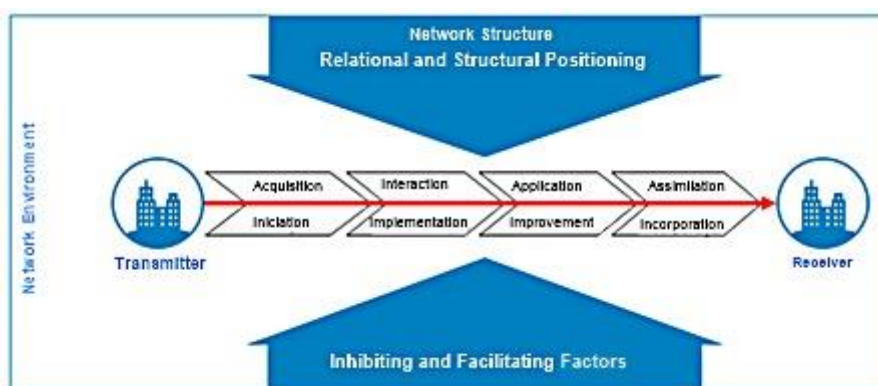 Network Structure
Relational and Structural Positioning
Network Environment
Acquisition
Interaction
Application
Assimilation
Iniciation
Implementation
Improvement
Incorporation
Transmitter
Receiver
Inhibiting and Facilitating Factors